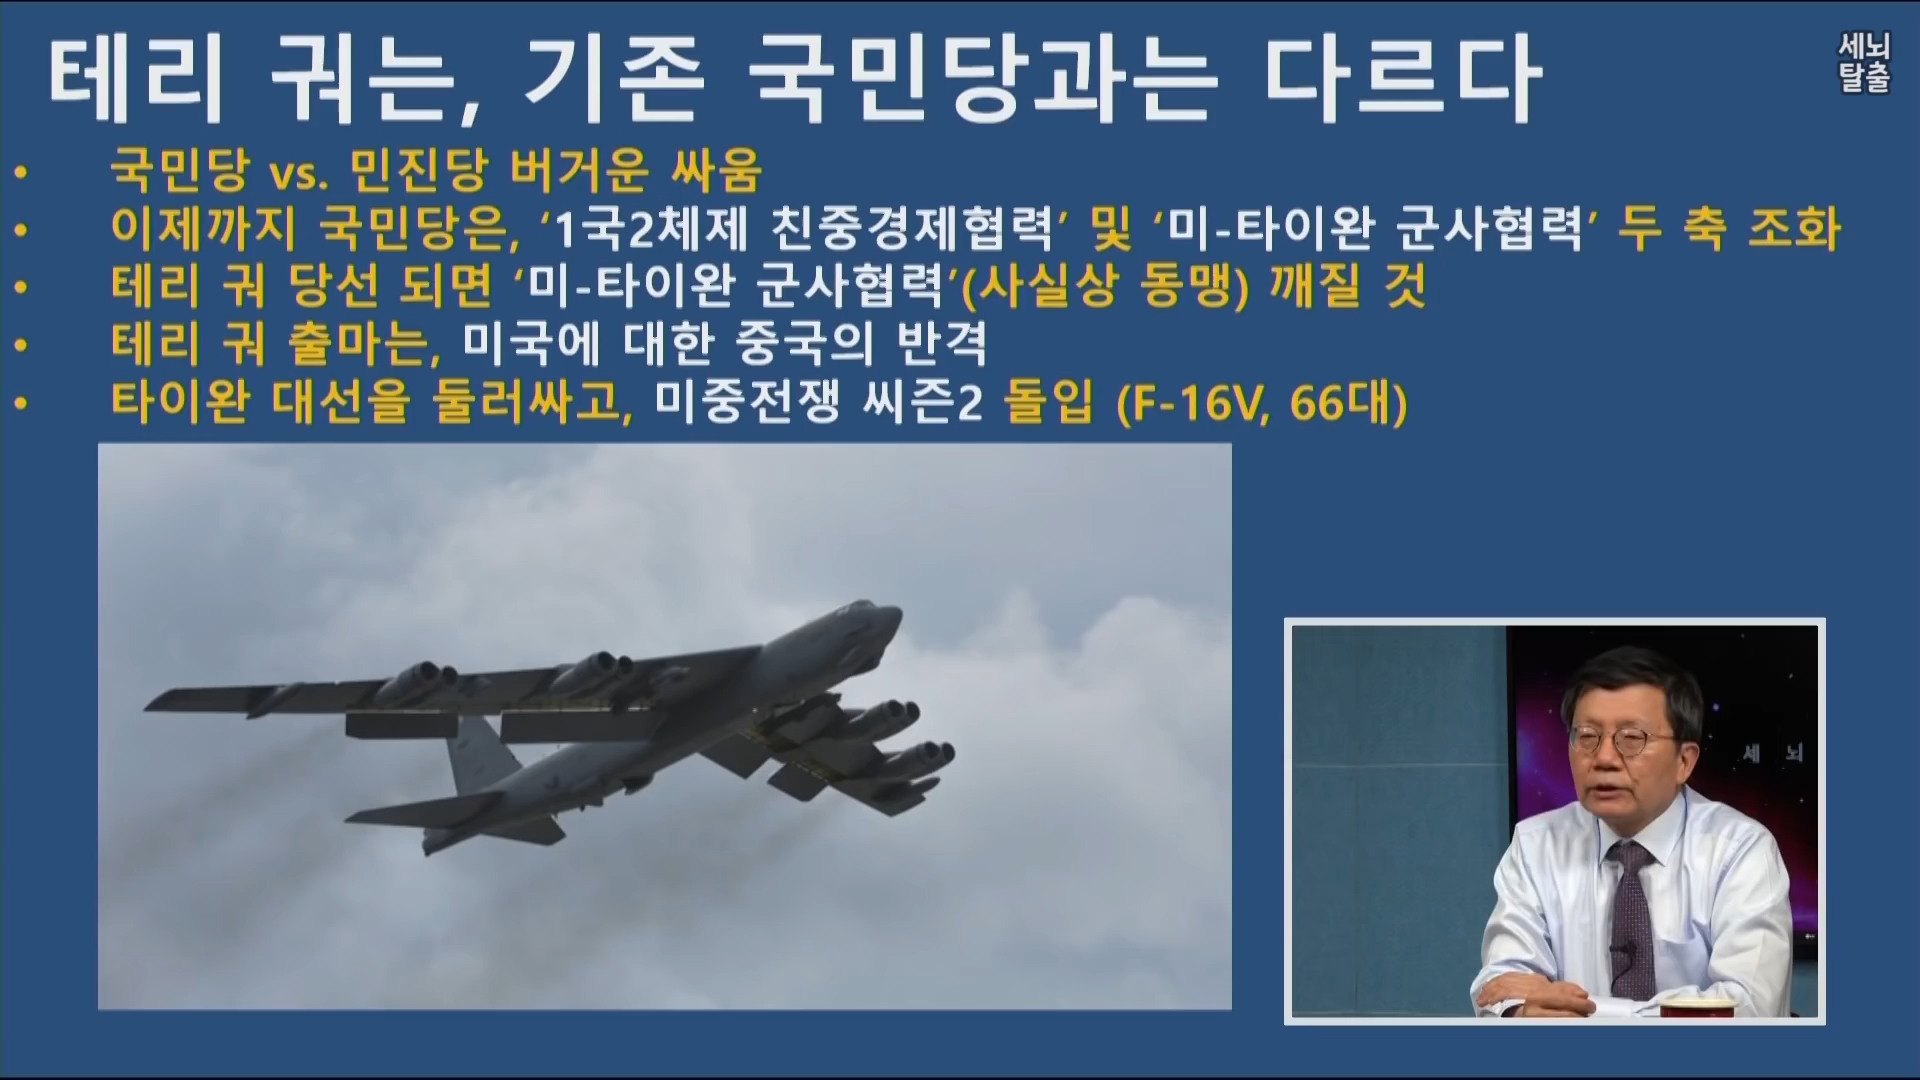 테리 궈는, 기존 국민당과는 다르다
세뇌
탈출
• 국민당 vs. 민진당 버거운 싸움
• 이제까지 국민당은, ‘1국2체제 친중경제협력’ 및 ‘미-타이완 군사협력’ 두 축 조화
• 테리 궈 당선 되면 ‘미-타이완 군사협력’(사실상 동맹) 깨질 것
• 테리 궈 출마는, 미국에 대한 중국의 반격
• 타이완 대선을 둘러싸고, 미중전쟁 씨즌2 돌입 (F-16V, 66대)
세 뇌